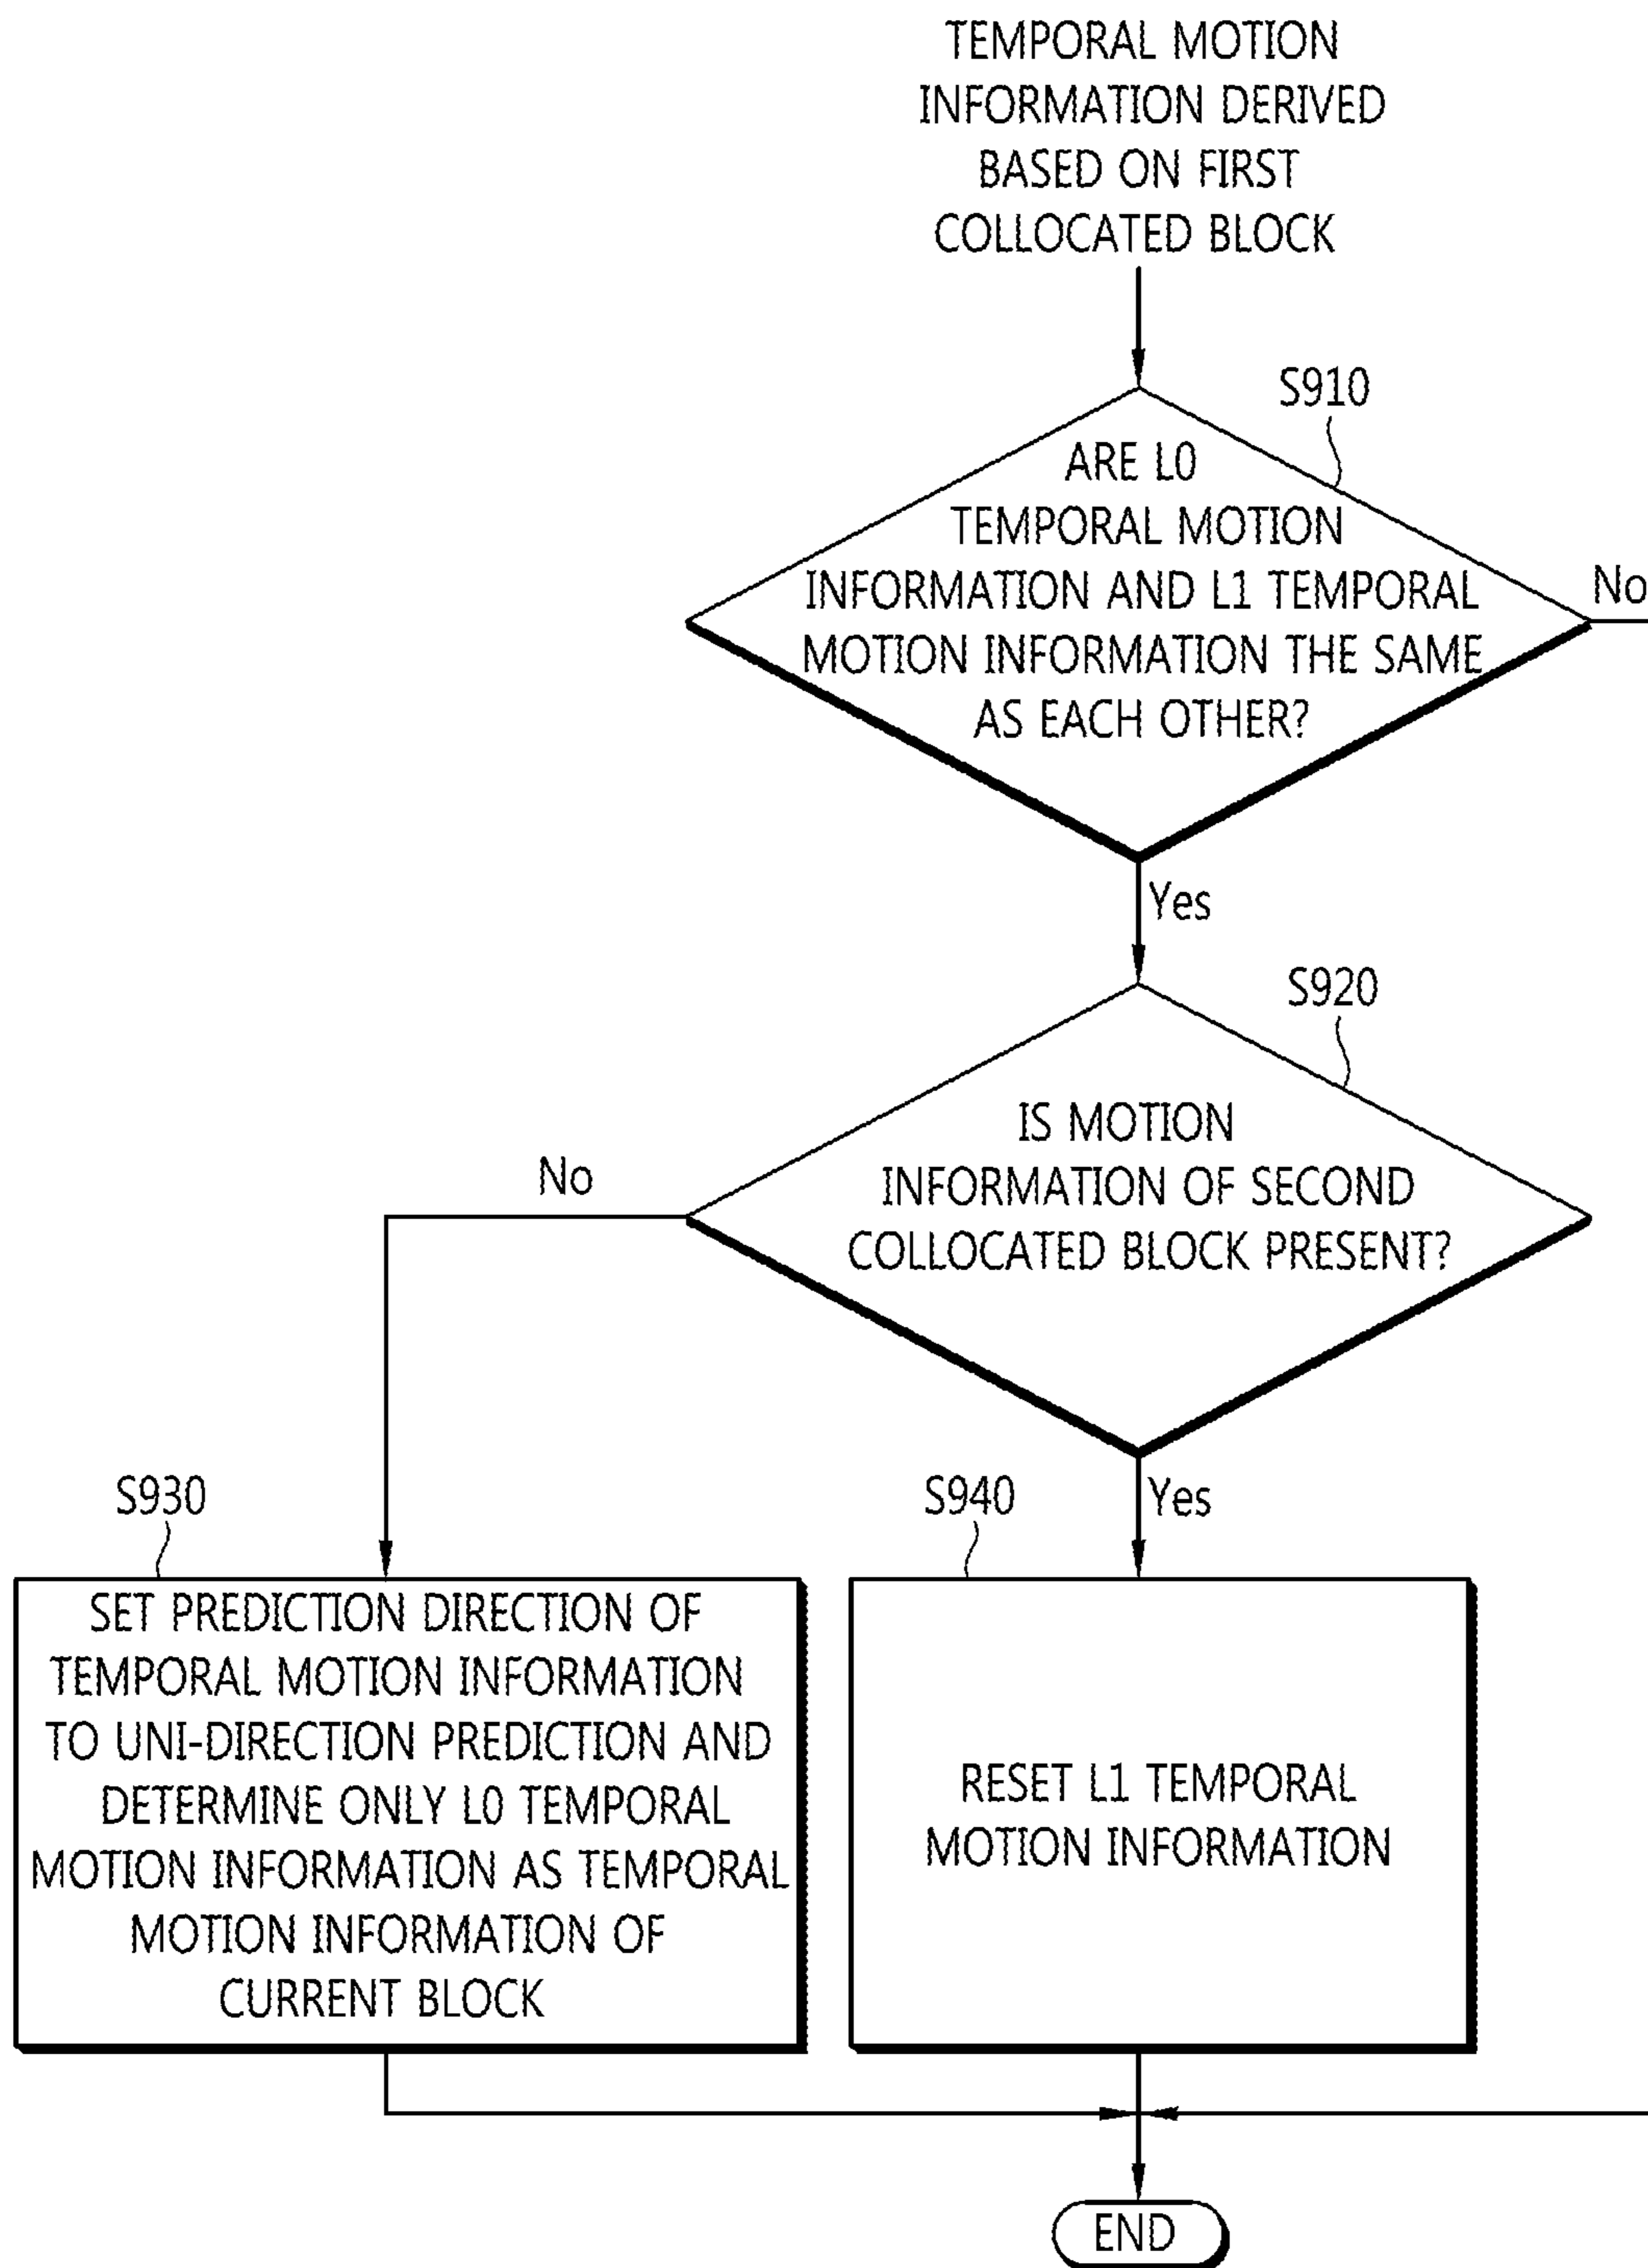 TEMPORAL MOTION
INFORMATION DERIVED
BASED ON FIRST
COLLOCATED BLOCK
S910
ARE L0
TEMPORAL MOTION
INFORMATION AND L1 TEMPORAL
MOTION INFORMATION THE SAME
AS EACH OTHER?
No
Yes
S920
IS MOTION
INFORMATION OF SECOND
COLLOCATED BLOCK PRESENT?
No
Yes
S930
SET PREDICTION DIRECTION OF
TEMPORAL MOTION INFORMATION
TO UNI-DIRECTION PREDICTION AND
DETERMINE ONLY L0 TEMPORAL
MOTION INFORMATION AS TEMPORAL
MOTION INFORMATION OF
CURRENT BLOCK
S940
RESET L1 TEMPORAL
MOTION INFORMATION
END